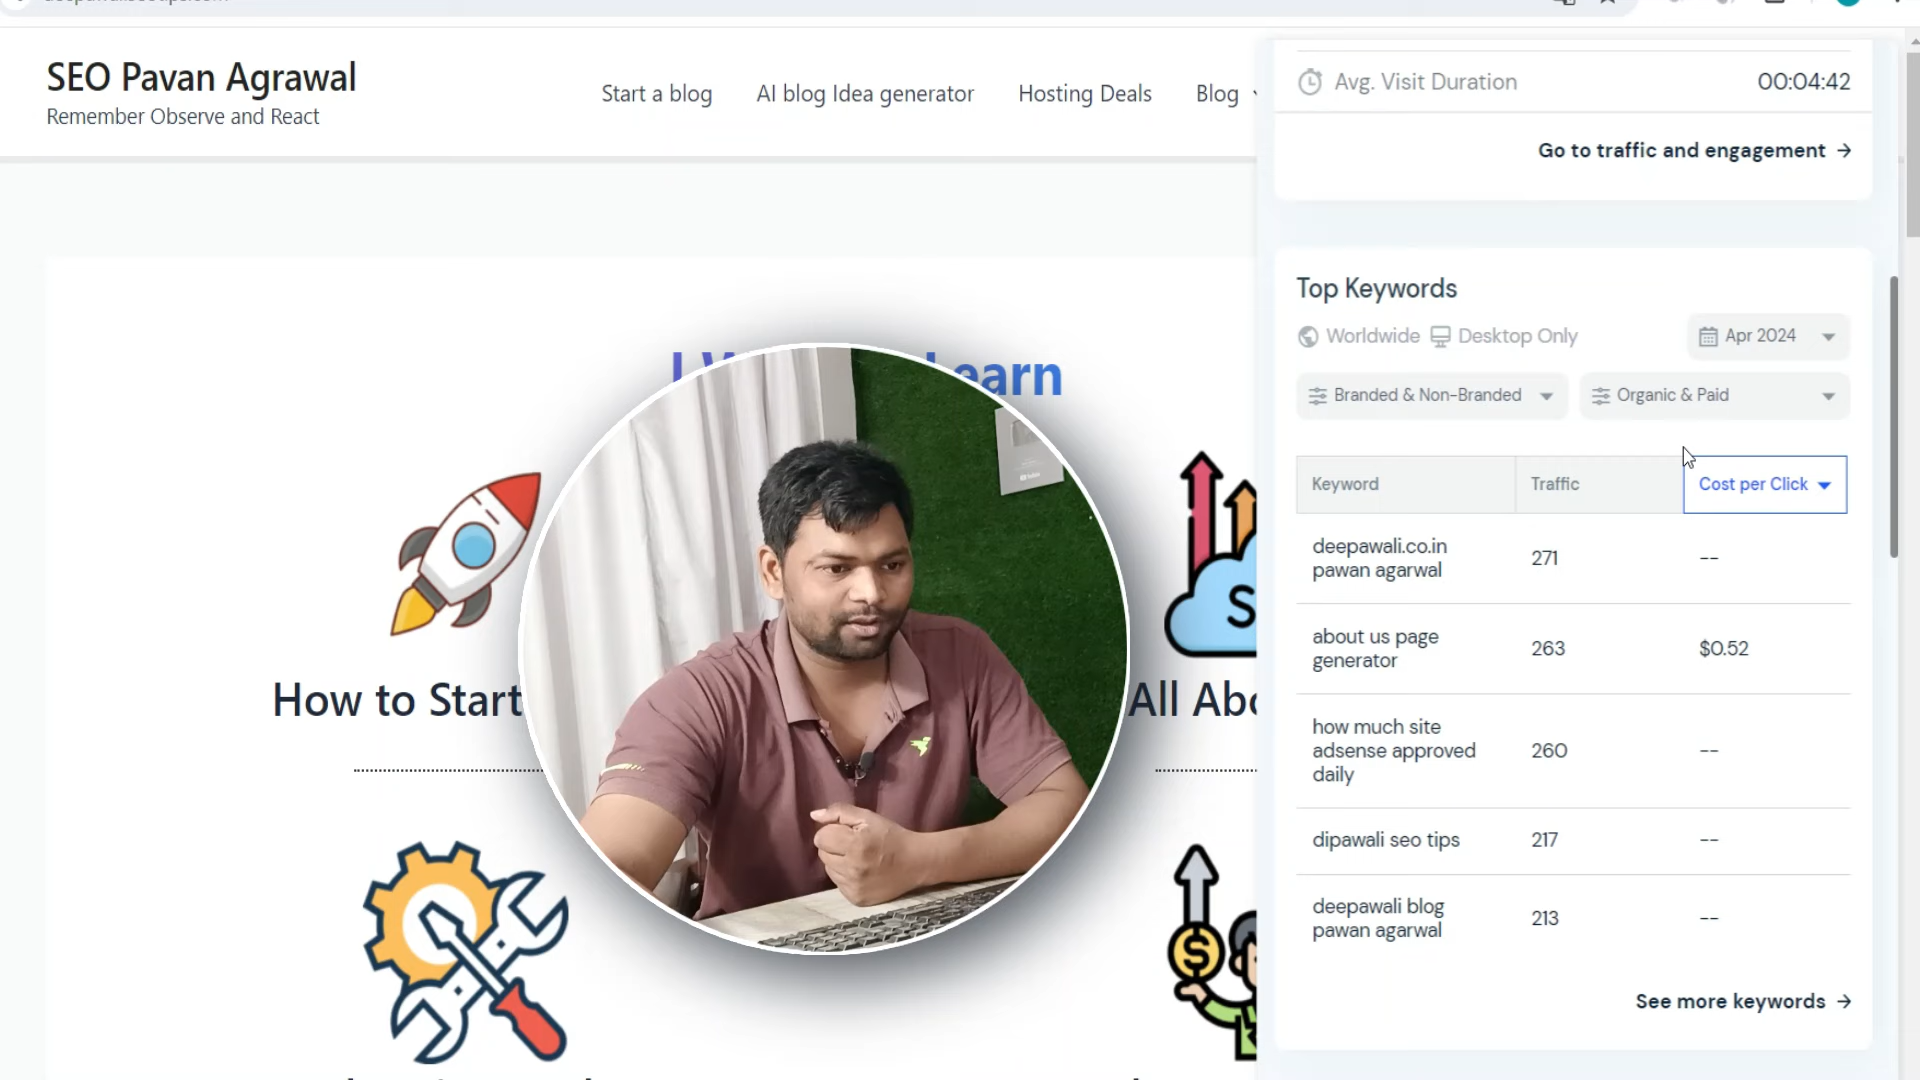 SEO Pavan Agrawal
Remember Observe and React
Start a blog
AI blog Idea generator
Hosting Deals
Blog
earn
How to Start
All Abo
Avg. Visit Duration
00:04:42
Go to traffic and engagement →
Top Keywords
Worldwide
Desktop Only
Apr 2024
Branded & Non-Branded
Organic & Paid
Keyword
Traffic
Cost per Click
deepawali.co.in
pawan agarwal
271
--
about us page
generator
263
$0.52
how much site
adsense approved
daily
260
--
dipawali seo tips
217
--
deepawali blog
pawan agarwal
213
--
See more keywords →